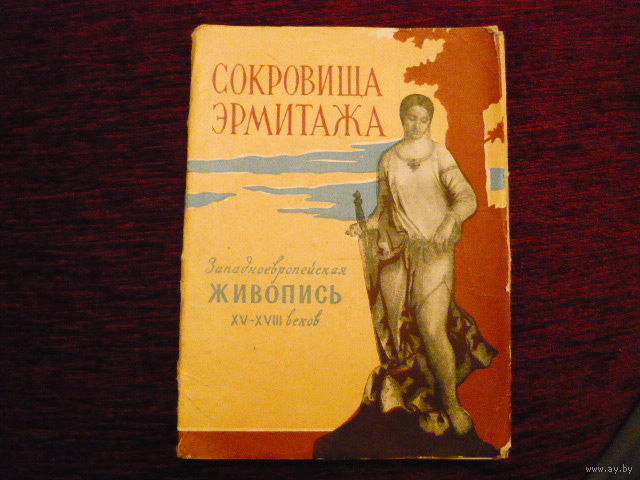 СОКРОВИЩА
ЭРМИТАЖА
Западноевропейская
ЖИВОПИСЬ
XV-XVIII веков
www.ay.by